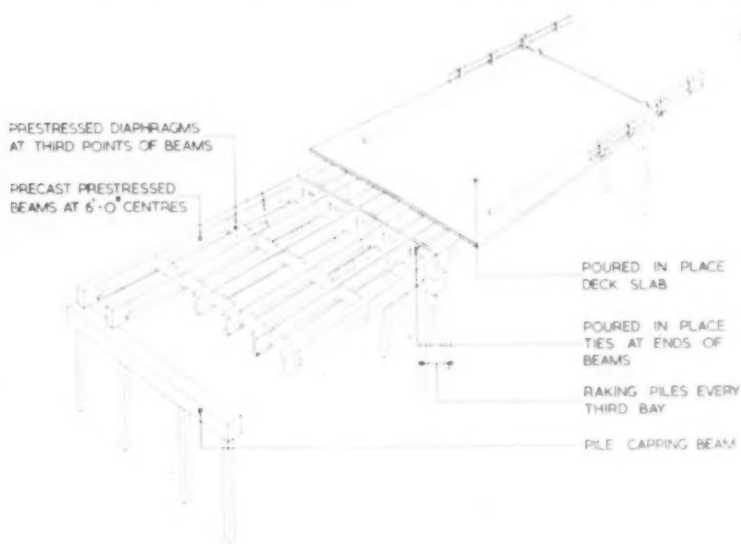 PRESTRESSED DIAPHRAGMS
AT THIRD POINTS OF BEAMS
PRECAST PRESTRESSED
BEAMS AT 6'-0" CENTRES
POURED IN PLACE
DECK SLAB
POURED IN PLACE
TIES AT ENDS OF
BEAMS
RAKING PILES EVERY
THIRD BAY
PILE CAPPING BEAM